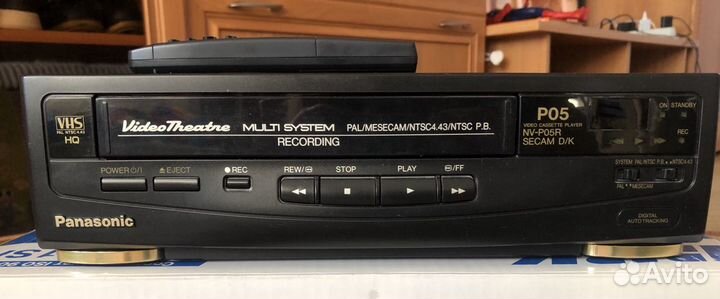 VHS
PAL NTSC4.43
HQ
VideoTheatre MULTI SYSTEM PAL/MESECAM/NTSC4.43/NTSC P.B.
RECORDING
P05
VIDEO CASSETTE PLAYER
NV-P05R
SECAM D/K
ON STANDBY
REC
SYSTEM PAL/NTSC P.B. NTSC4.43
PAL MESECAM
POWER
EJECT
REC
REW/
STOP
PLAY
/FF
DIGITAL
AUTO TRACKING
Panasonic
Avito